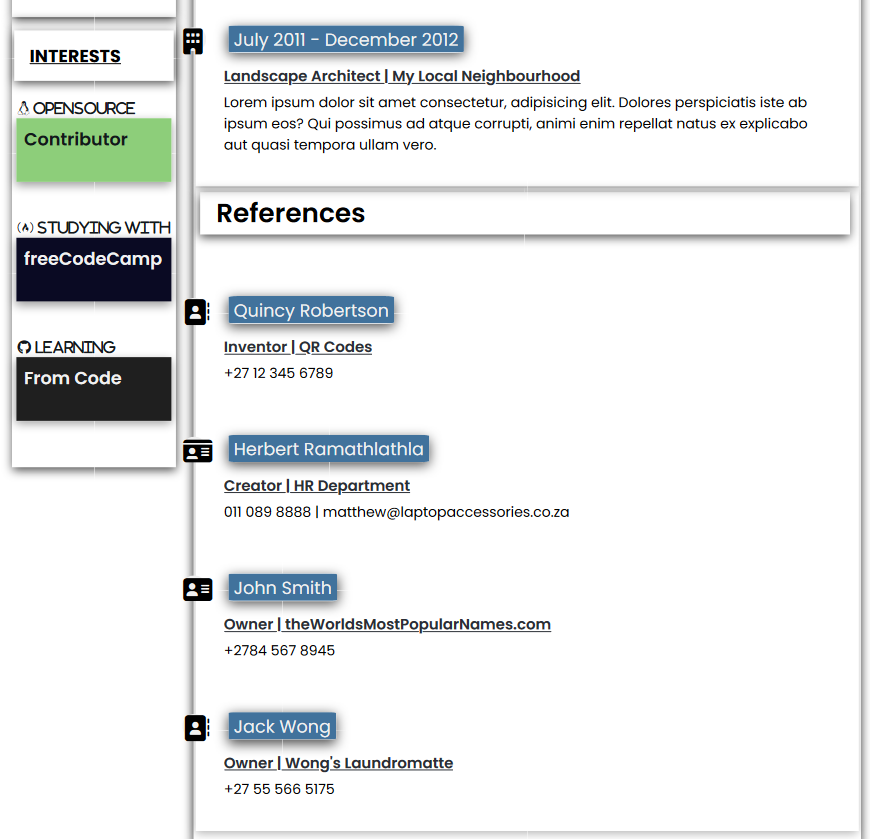 INTERESTS
OPENSOURCE
Contributor
STUDYING WITH
freeCodeCamp
LEARNING
From Code
July 2011 - December 2012
Landscape Architect | My Local Neighbourhood
Lorem ipsum dolor sit amet consectetur, adipisicing elit. Dolores perspiciatis iste ab
ipsum eos? Qui possimus ad atque corrupti, animi enim repellat natus ex explicabo
aut quasi tempora ullam vero.
References
Quincy Robertson
Inventor | QR Codes
+27 12 345 6789
Herbert Ramathlathla
Creator | HR Department
011 089 8888 | matthew@laptopaccessories.co.za
John Smith
Owner | theWorldsMostPopularNames.com
+2784 567 8945
Jack Wong
Owner | Wong's Laundromatte
+27 55 566 5175